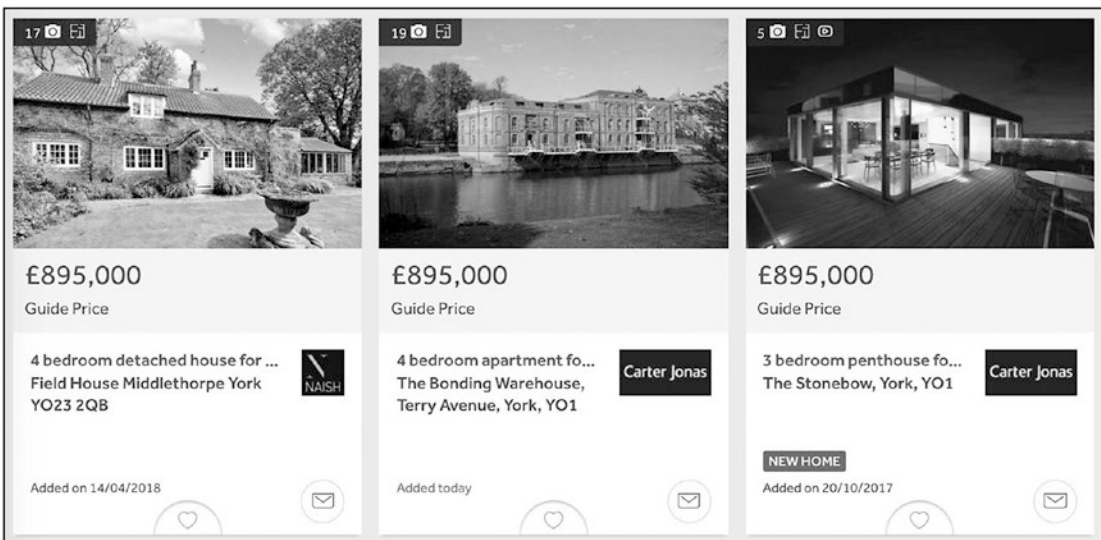 17
£895,000
Guide Price
4 bedroom detached house for ...
Field House Middlethorpe York
YO23 2QB
NAISH
Added on 14/04/2018
19
£895,000
Guide Price
4 bedroom apartment fo...
The Bonding Warehouse,
Terry Avenue, York, YO1
Carter Jonas
Added today
5
£895,000
Guide Price
3 bedroom penthouse fo...
The Stonebow, York, YO1
Carter Jonas
NEW HOME
Added on 20/10/2017